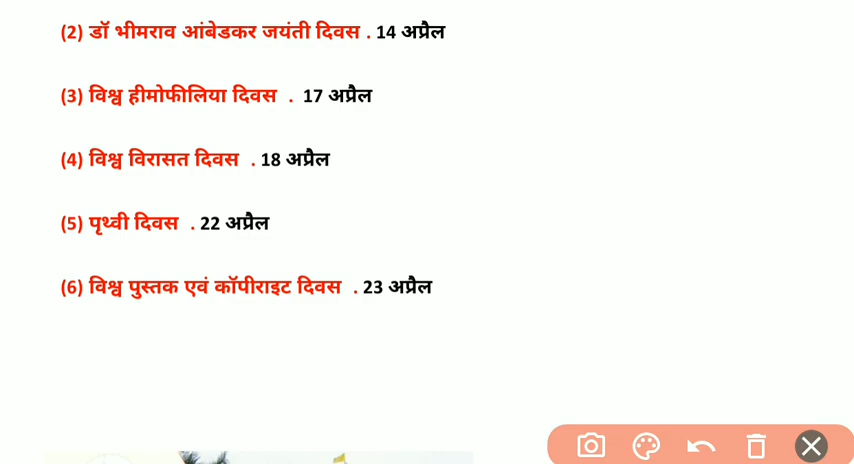 (2) डॉ भीमराव आंबेडकर जयंती दिवस . 14 अप्रैल
(3) विश्व हीमोफीलिया दिवस . 17 अप्रैल
(4) विश्व विरासत दिवस . 18 अप्रैल
(5) पृथ्वी दिवस . 22 अप्रैल
(6) विश्व पुस्तक एवं कॉपीराइट दिवस . 23 अप्रैल